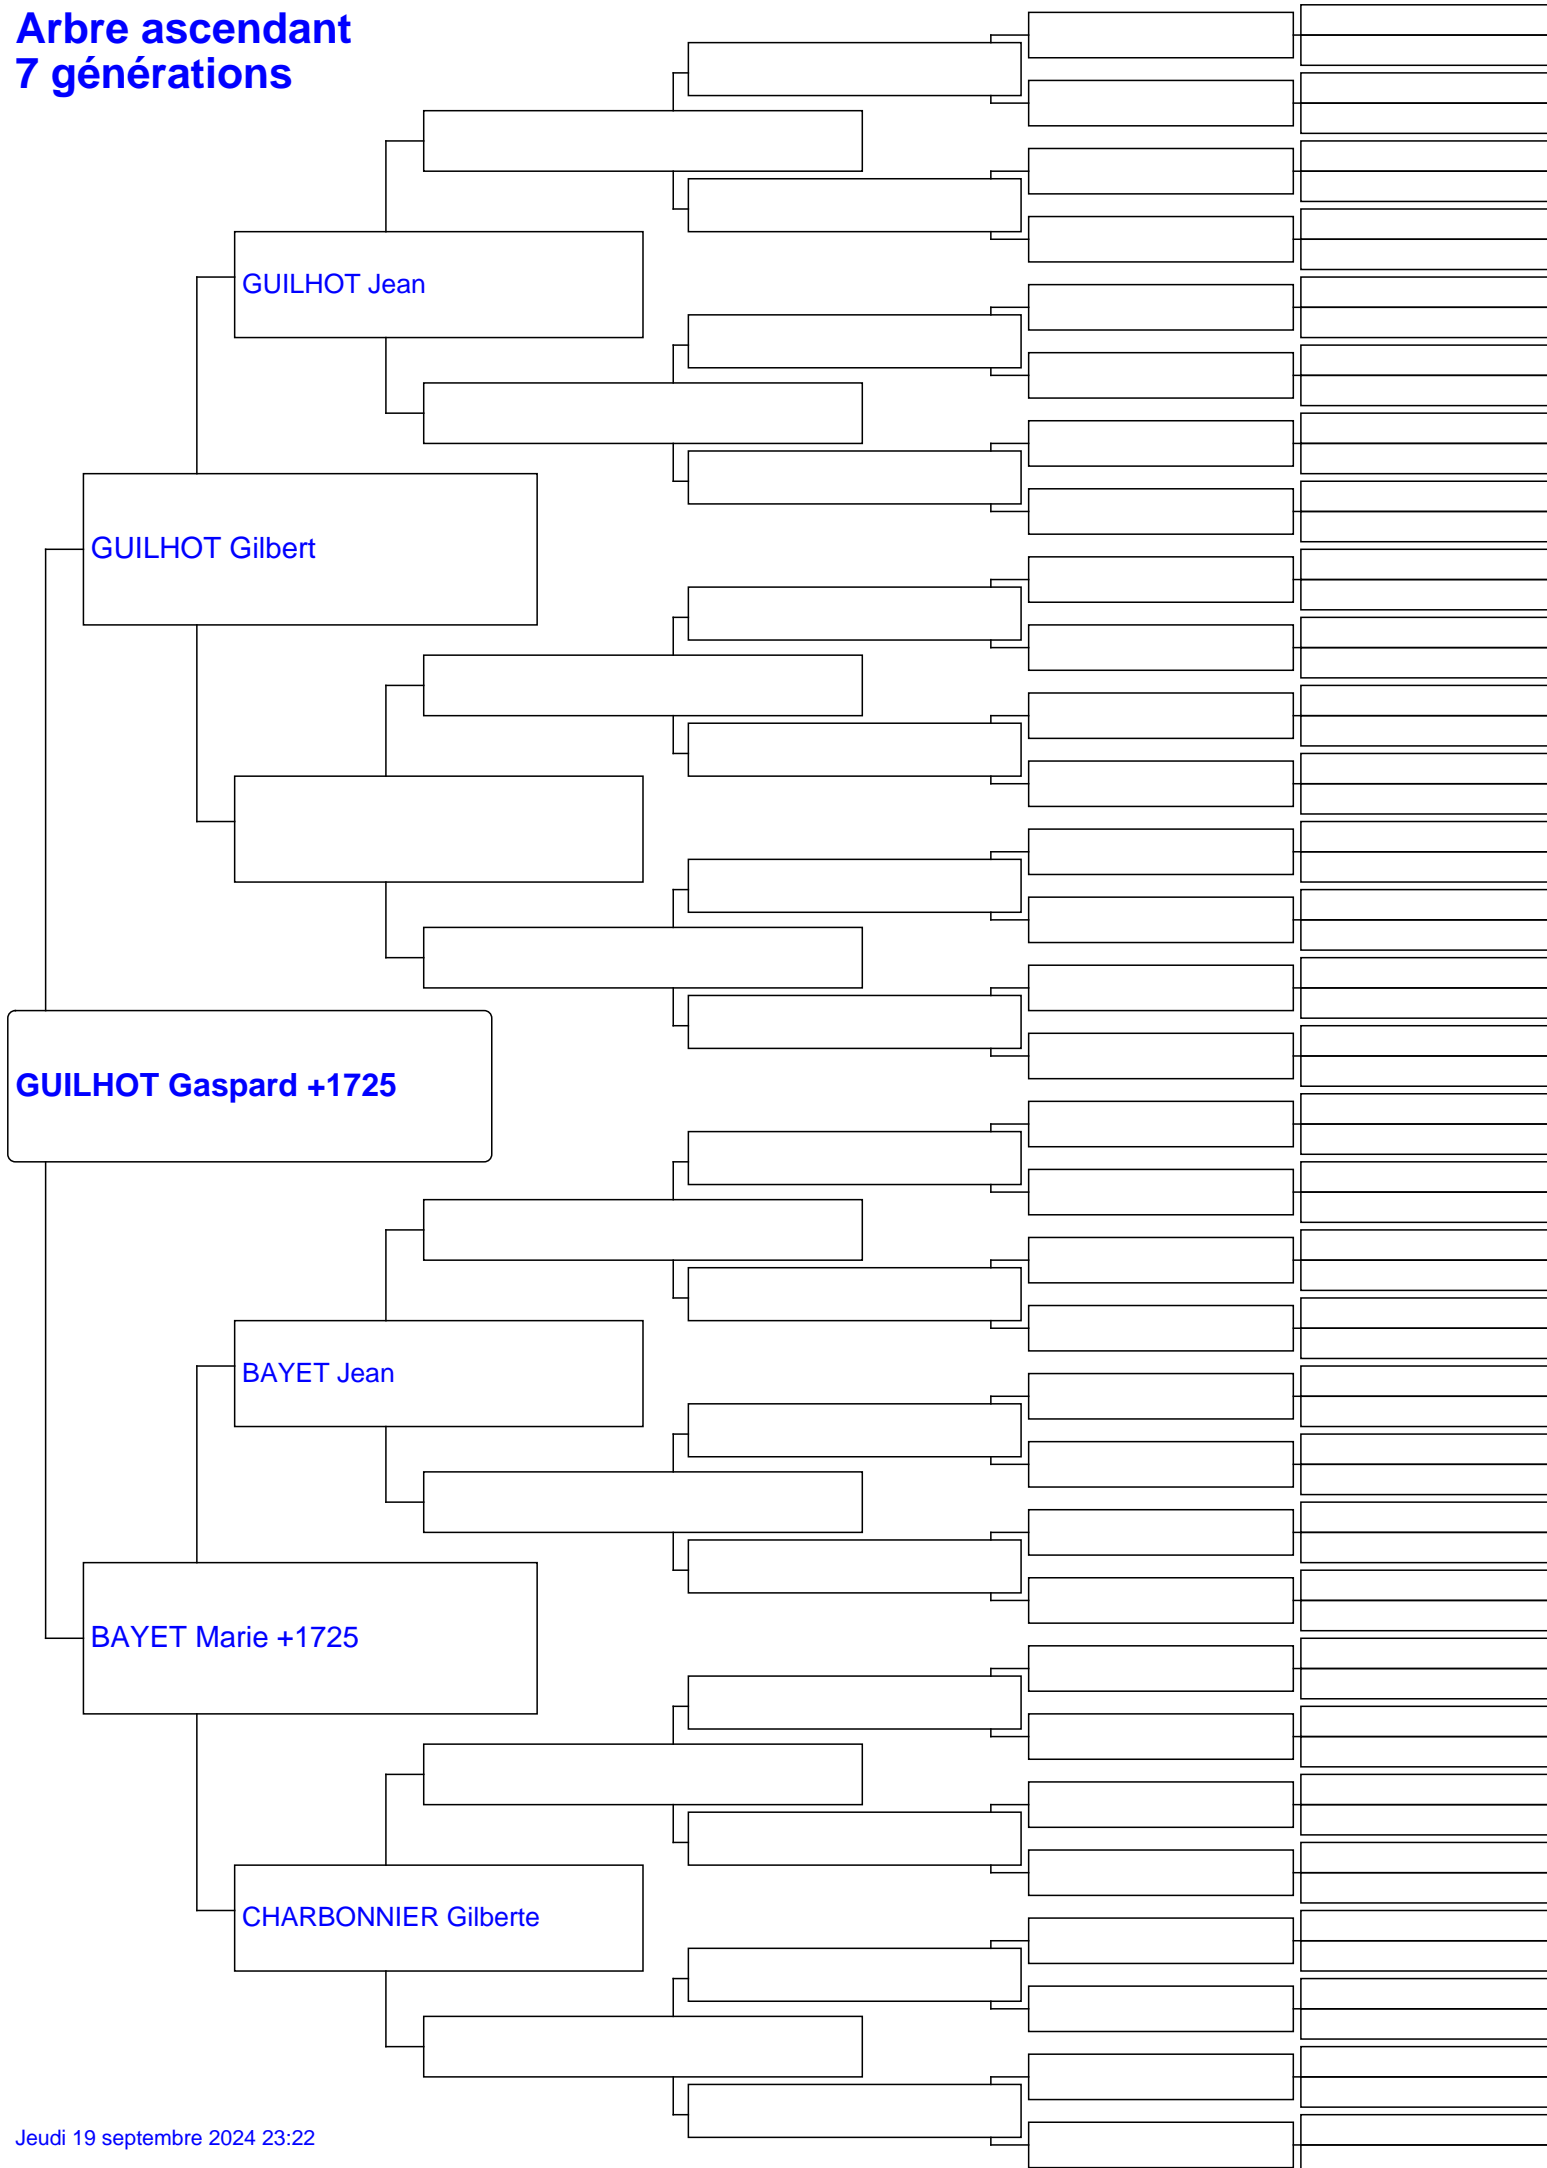 Arbre ascendant
7 générations
GUILHOT Jean
GUILHOT Gilbert
GUILHOT Gaspard +1725
BAYET Jean
BAYET Marie +1725
CHARBONNIER Gilberte
Jeudi 19 septembre 2024 23:22